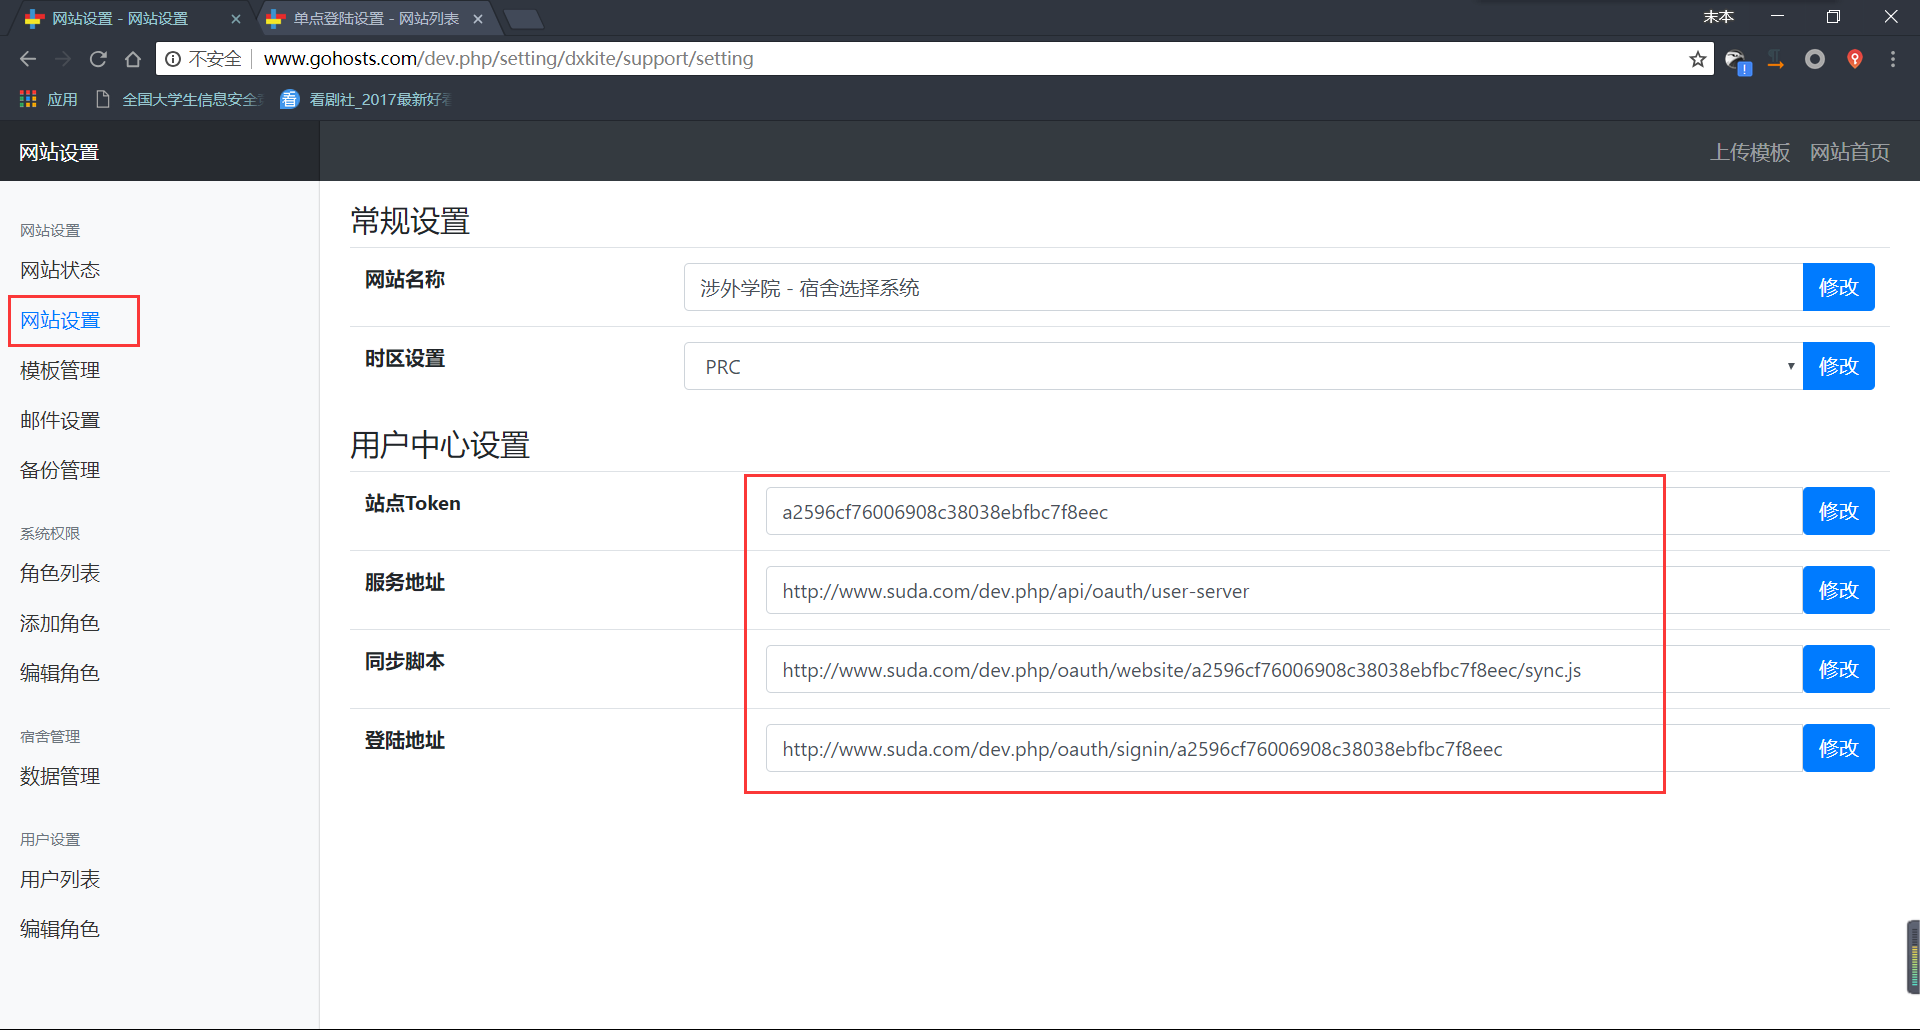 网站设置 - 网站设置
单点登陆设置 - 网站列表
末本
不安全
www.gohosts.com/dev.php/setting/dxkite/support/setting
应用
全国大学生信息安全
看剧社_2017最新好
网站设置
上传模板 网站首页
网站设置
网站状态
网站设置
模板管理
邮件设置
备份管理
系统权限
角色列表
添加角色
编辑角色
宿舍管理
数据管理
用户设置
用户列表
编辑角色
常规设置
网站名称
涉外学院 - 宿舍选择系统
修改
时区设置
PRC
修改
用户中心设置
站点Token
a2596cf76006908c38038ebfbc7f8eec
修改
服务地址
http://www.suda.com/dev.php/api/oauth/user-server
修改
同步脚本
http://www.suda.com/dev.php/oauth/website/a2596cf76006908c38038ebfbc7f8eec/sync.js
修改
登陆地址
http://www.suda.com/dev.php/oauth/signin/a2596cf76006908c38038ebfbc7f8eec
修改